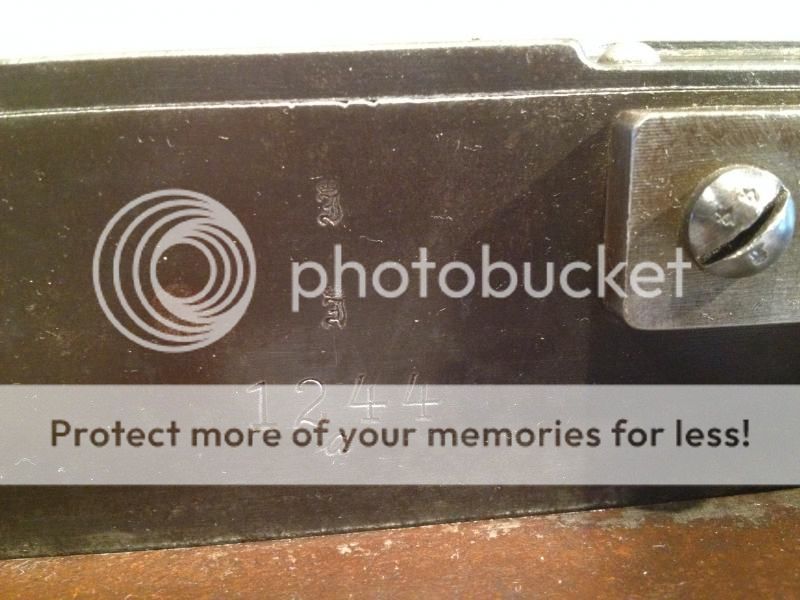 photobucket
1244
Protect more of your memories for less!
a